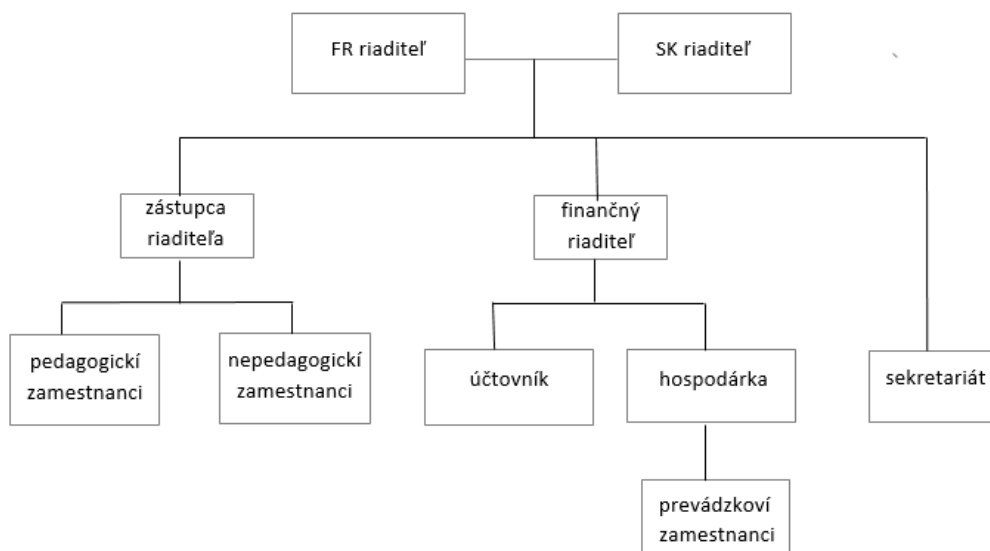 FR riaditeľ
SK riaditeľ
zástupca
riaditeľa
finančný
riaditeľ
pedagogickí
zamestnanci
nepedagogickí
zamestnanci
účtovník
hospodárka
sekretariát
prevádzkoví
zamestnanci